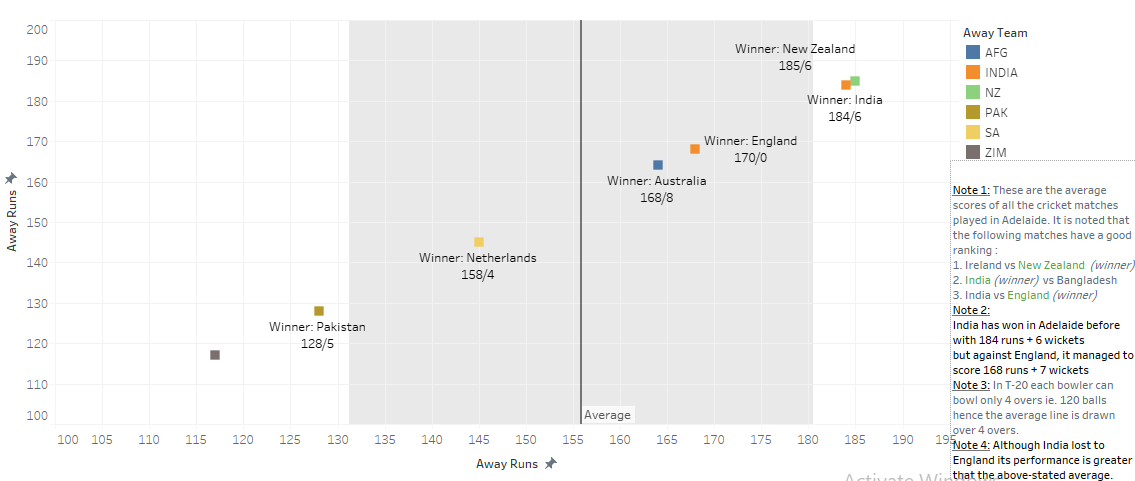 200
190
180
170
160
150
140
130
120
110
100
Away Runs
Winner: New Zealand
185/6
Winner: India
184/6
Winner: England
170/0
Winner: Australia
168/8
Winner: Netherlands
158/4
Winner: Pakistan
128/5
Average
100 105 110 115 120 125 130 135 140 145 150 155 160 165 170 175 180 185 190 195
Away Runs
Away Team
AFG
INDIA
NZ
PAK
SA
ZIM
Note 1: These are the average
scores of all the cricket matches
played in Adelaide. It is noted that
the following matches have a good
ranking :
1. Ireland vs New Zealand (winner)
2. India (winner) vs Bangladesh
3. India vs England (winner)
Note 2:
India has won in Adelaide before
with 184 runs + 6 wickets
but against England, it managed to
score 168 runs + 7 wickets
Note 3: In T-20 each bowler can
bowl only 4 overs ie. 120 balls
hence the average line is drawn
over 4 overs.
Note 4: Although India lost to
England its performance is greater
that the above-stated average.
Activate